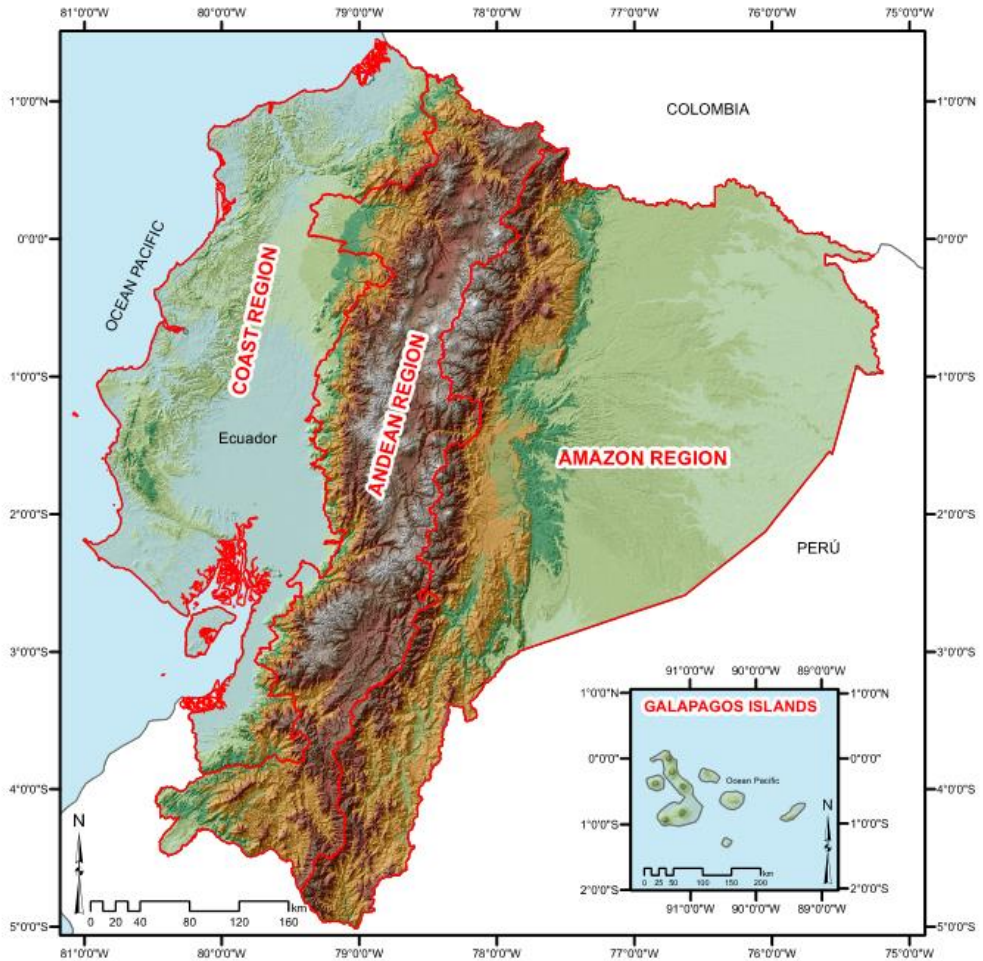 81°0'0"W 80°0'0"W 79°0'0"W 78°0'0"W 77°0'0"W 76°0'0"W 75°0'0"W
1°0'0"N
0°0'0"
1°0'0"S
2°0'0"S
3°0'0"S
4°0'0"S
5°0'0"S
COLOMBIA
OCEAN PACIFIC
COAST REGION
Ecuador
ANDEAN REGION
AMAZON REGION
PERÚ
1°0'0"N
0°0'0"
1°0'0"S
2°0'0"S
3°0'0"S
4°0'0"S
5°0'0"S
N
km
0 10 20 40 80 120 160
91°0'0"W 90°0'0"W 89°0'0"W
1°0'0"N
0°0'0"
1°0'0"S
2°0'0"S
GALAPAGOS ISLANDS
Ocean Pacific
N
km
0 25 50 100 150 200
1°0'0"N
0°0'0"
1°0'0"S
2°0'0"S
91°0'0"W 90°0'0"W 89°0'0"W
81°0'0"W 80°0'0"W 79°0'0"W 78°0'0"W 77°0'0"W 76°0'0"W 75°0'0"W